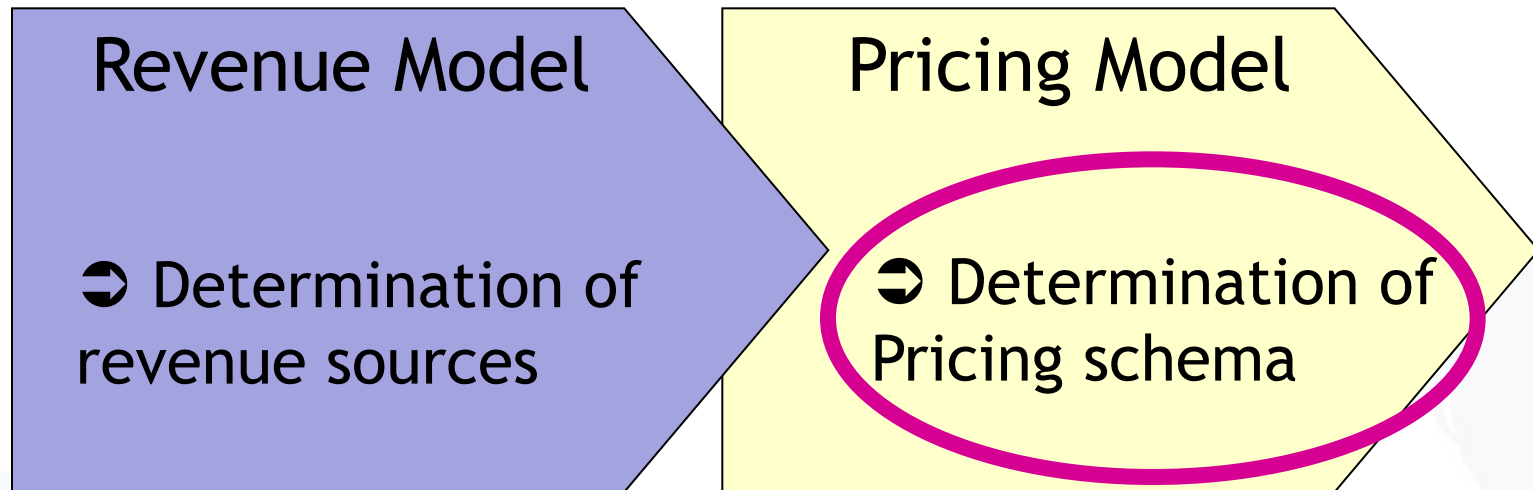 Revenue Model
➲ Determination of
revenue sources
Pricing Model
➲ Determination of
Pricing schema